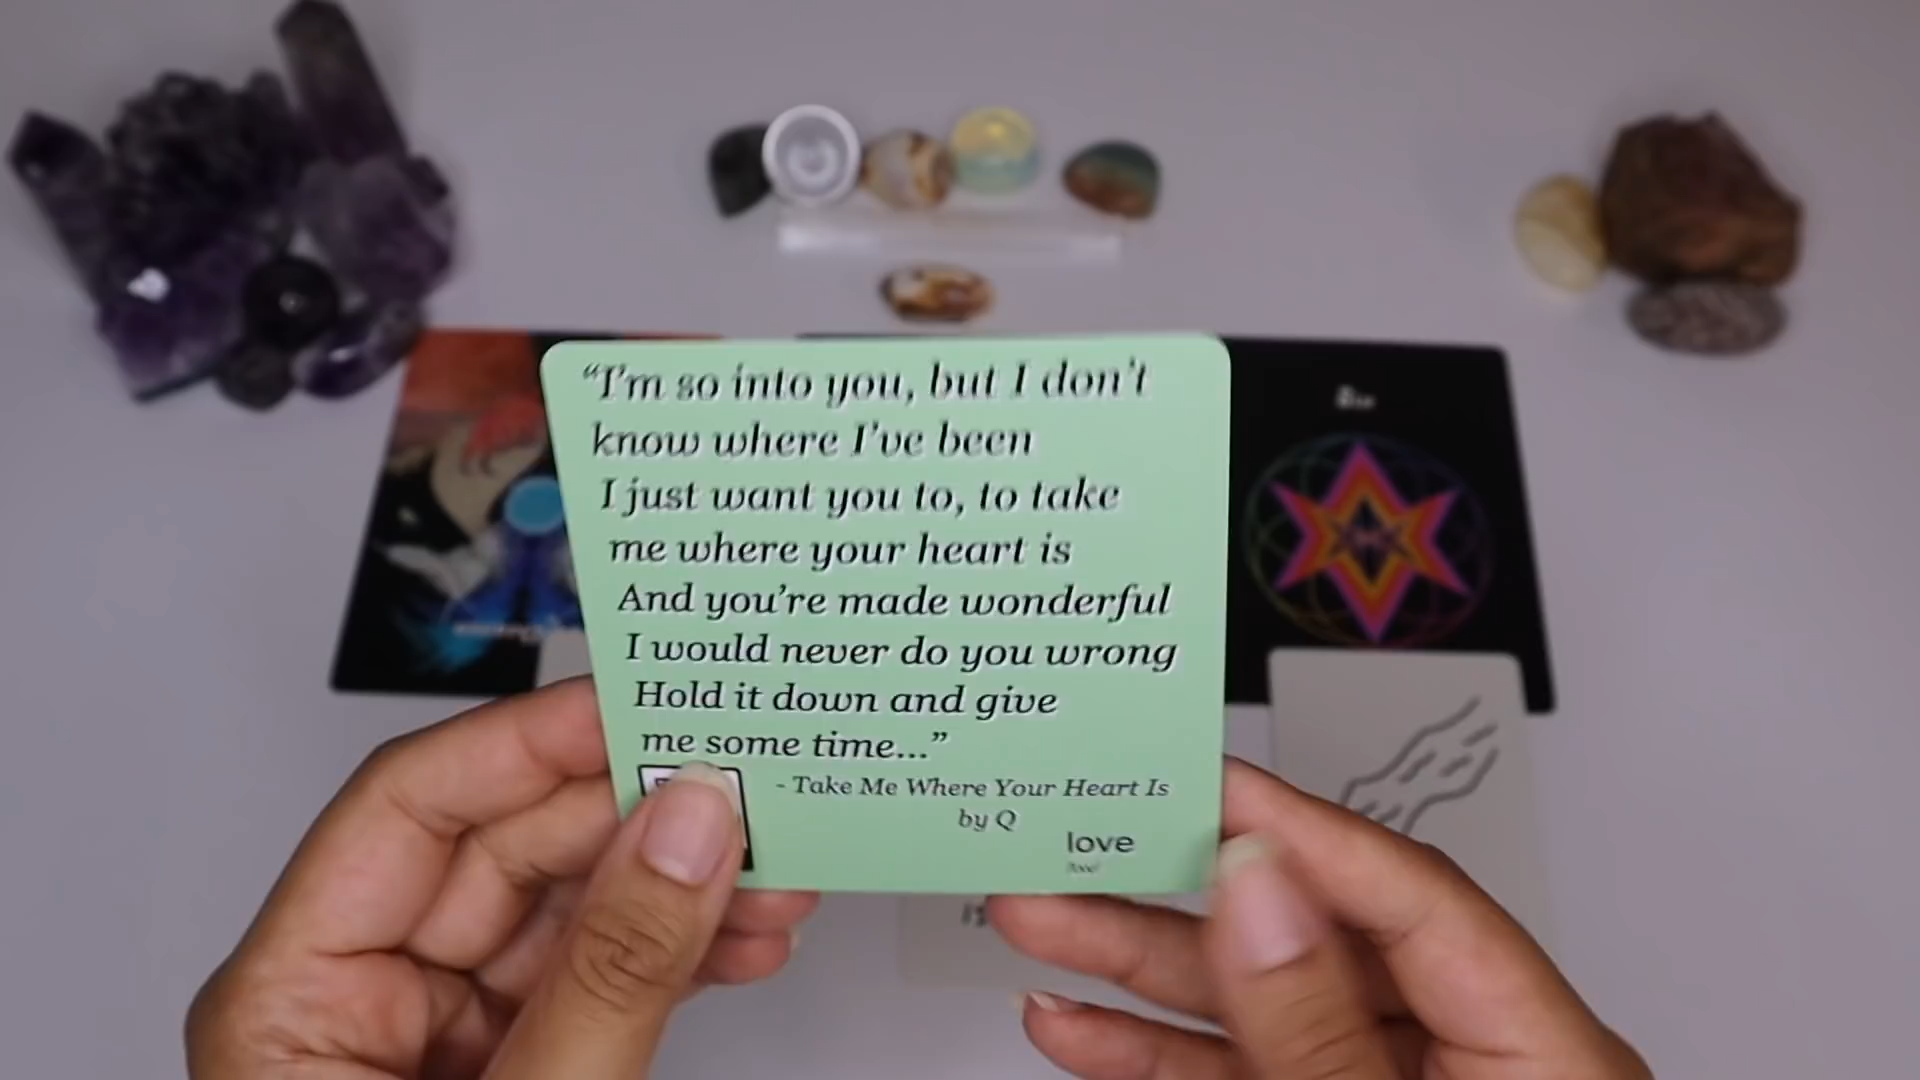 “I’m so into you, but I don’t
know where I’ve been
I just want you to, to take
me where your heart is
And you’re made wonderful
I would never do you wrong
Hold it down and give
me some time...”
- Take Me Where Your Heart Is
by Q
love